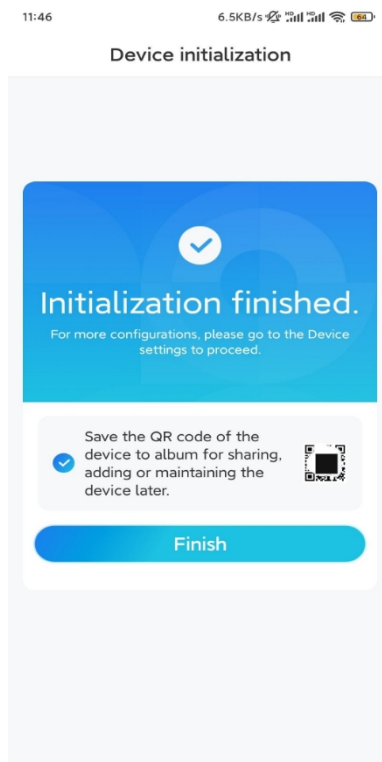 11:46
6.5KB/s HD HD 64
Device initialization
Initialization finished.
For more configurations, please go to the Device
settings to proceed.
Save the QR code of the
device to album for sharing,
adding or maintaining the
device later.
Finish